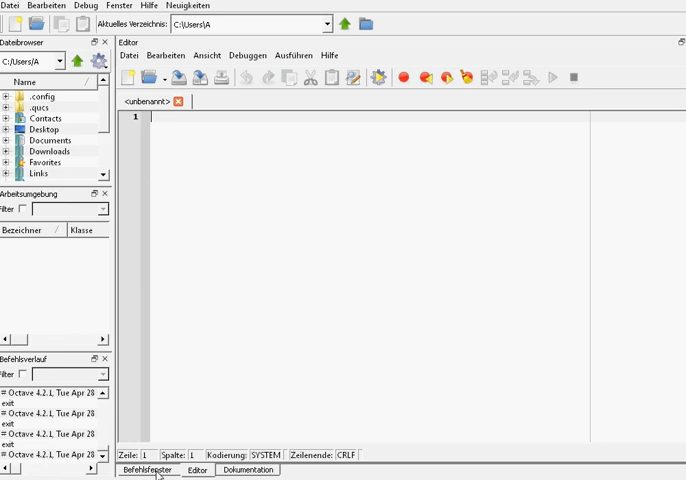 Datei Bearbeiten Debug Fenster Hilfe Neuigkeiten
Aktuelles Verzeichnis: C:\Users\A
Dateibrowser
C:/Users/A
Name
.config
.qucs
Contacts
Desktop
Documents
Downloads
Favorites
Links
Arbeitsumgebung
Filter
Bezeichner Klasse
Befehlsverlauf
Filter
# Octave 4.2.1, Tue Apr 28
exit
# Octave 4.2.1, Tue Apr 28
exit
# Octave 4.2.1, Tue Apr 28
exit
# Octave 4.2.1, Tue Apr 28
Editor
Datei Bearbeiten Ansicht Debuggen Ausführen Hilfe
<unbenannt>
1
Zeile: 1 Spalte: 1 Kodierung: SYSTEM Zeilenende: CRLF
Befehlsfenster Editor Dokumentation